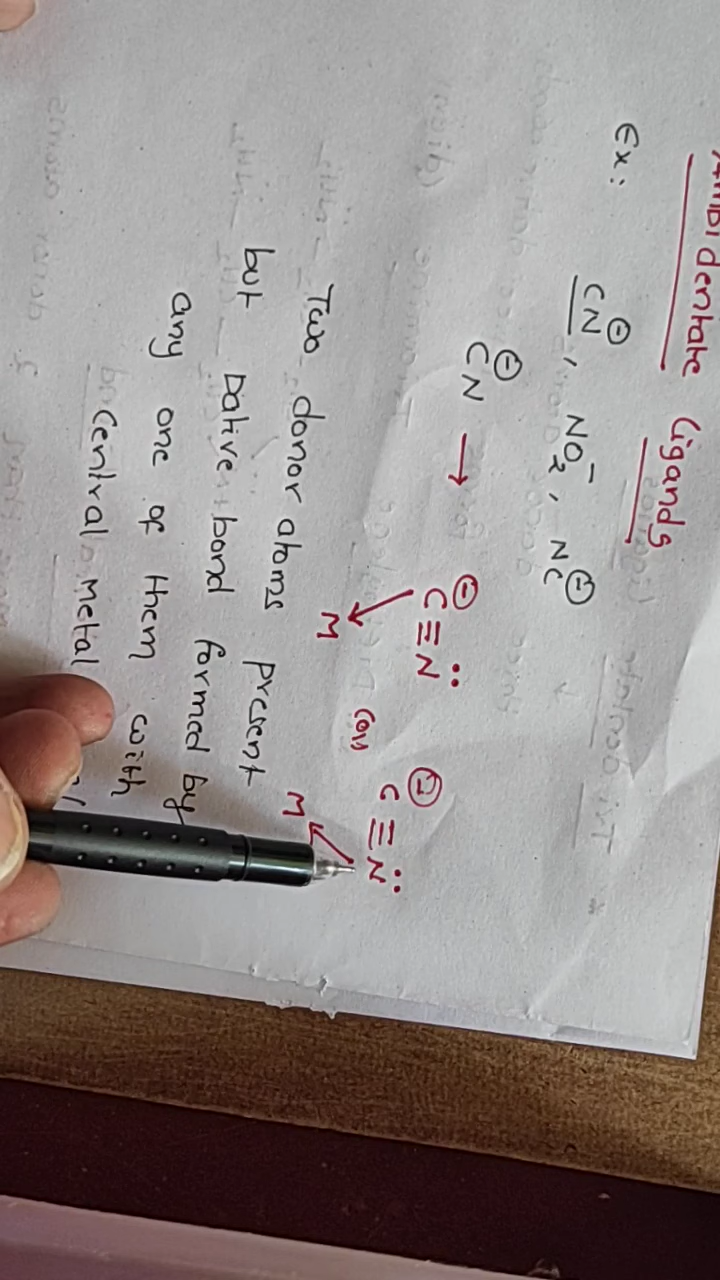 Ambidentate ligands
Ex: CN⊖, NO₂⁻, NC⊖
CN⊖ → ⊖C≡N: (or) ⊖C≡N:
M M
Two donor atoms present
but Dative bond formed by
any one of them with
Central metal